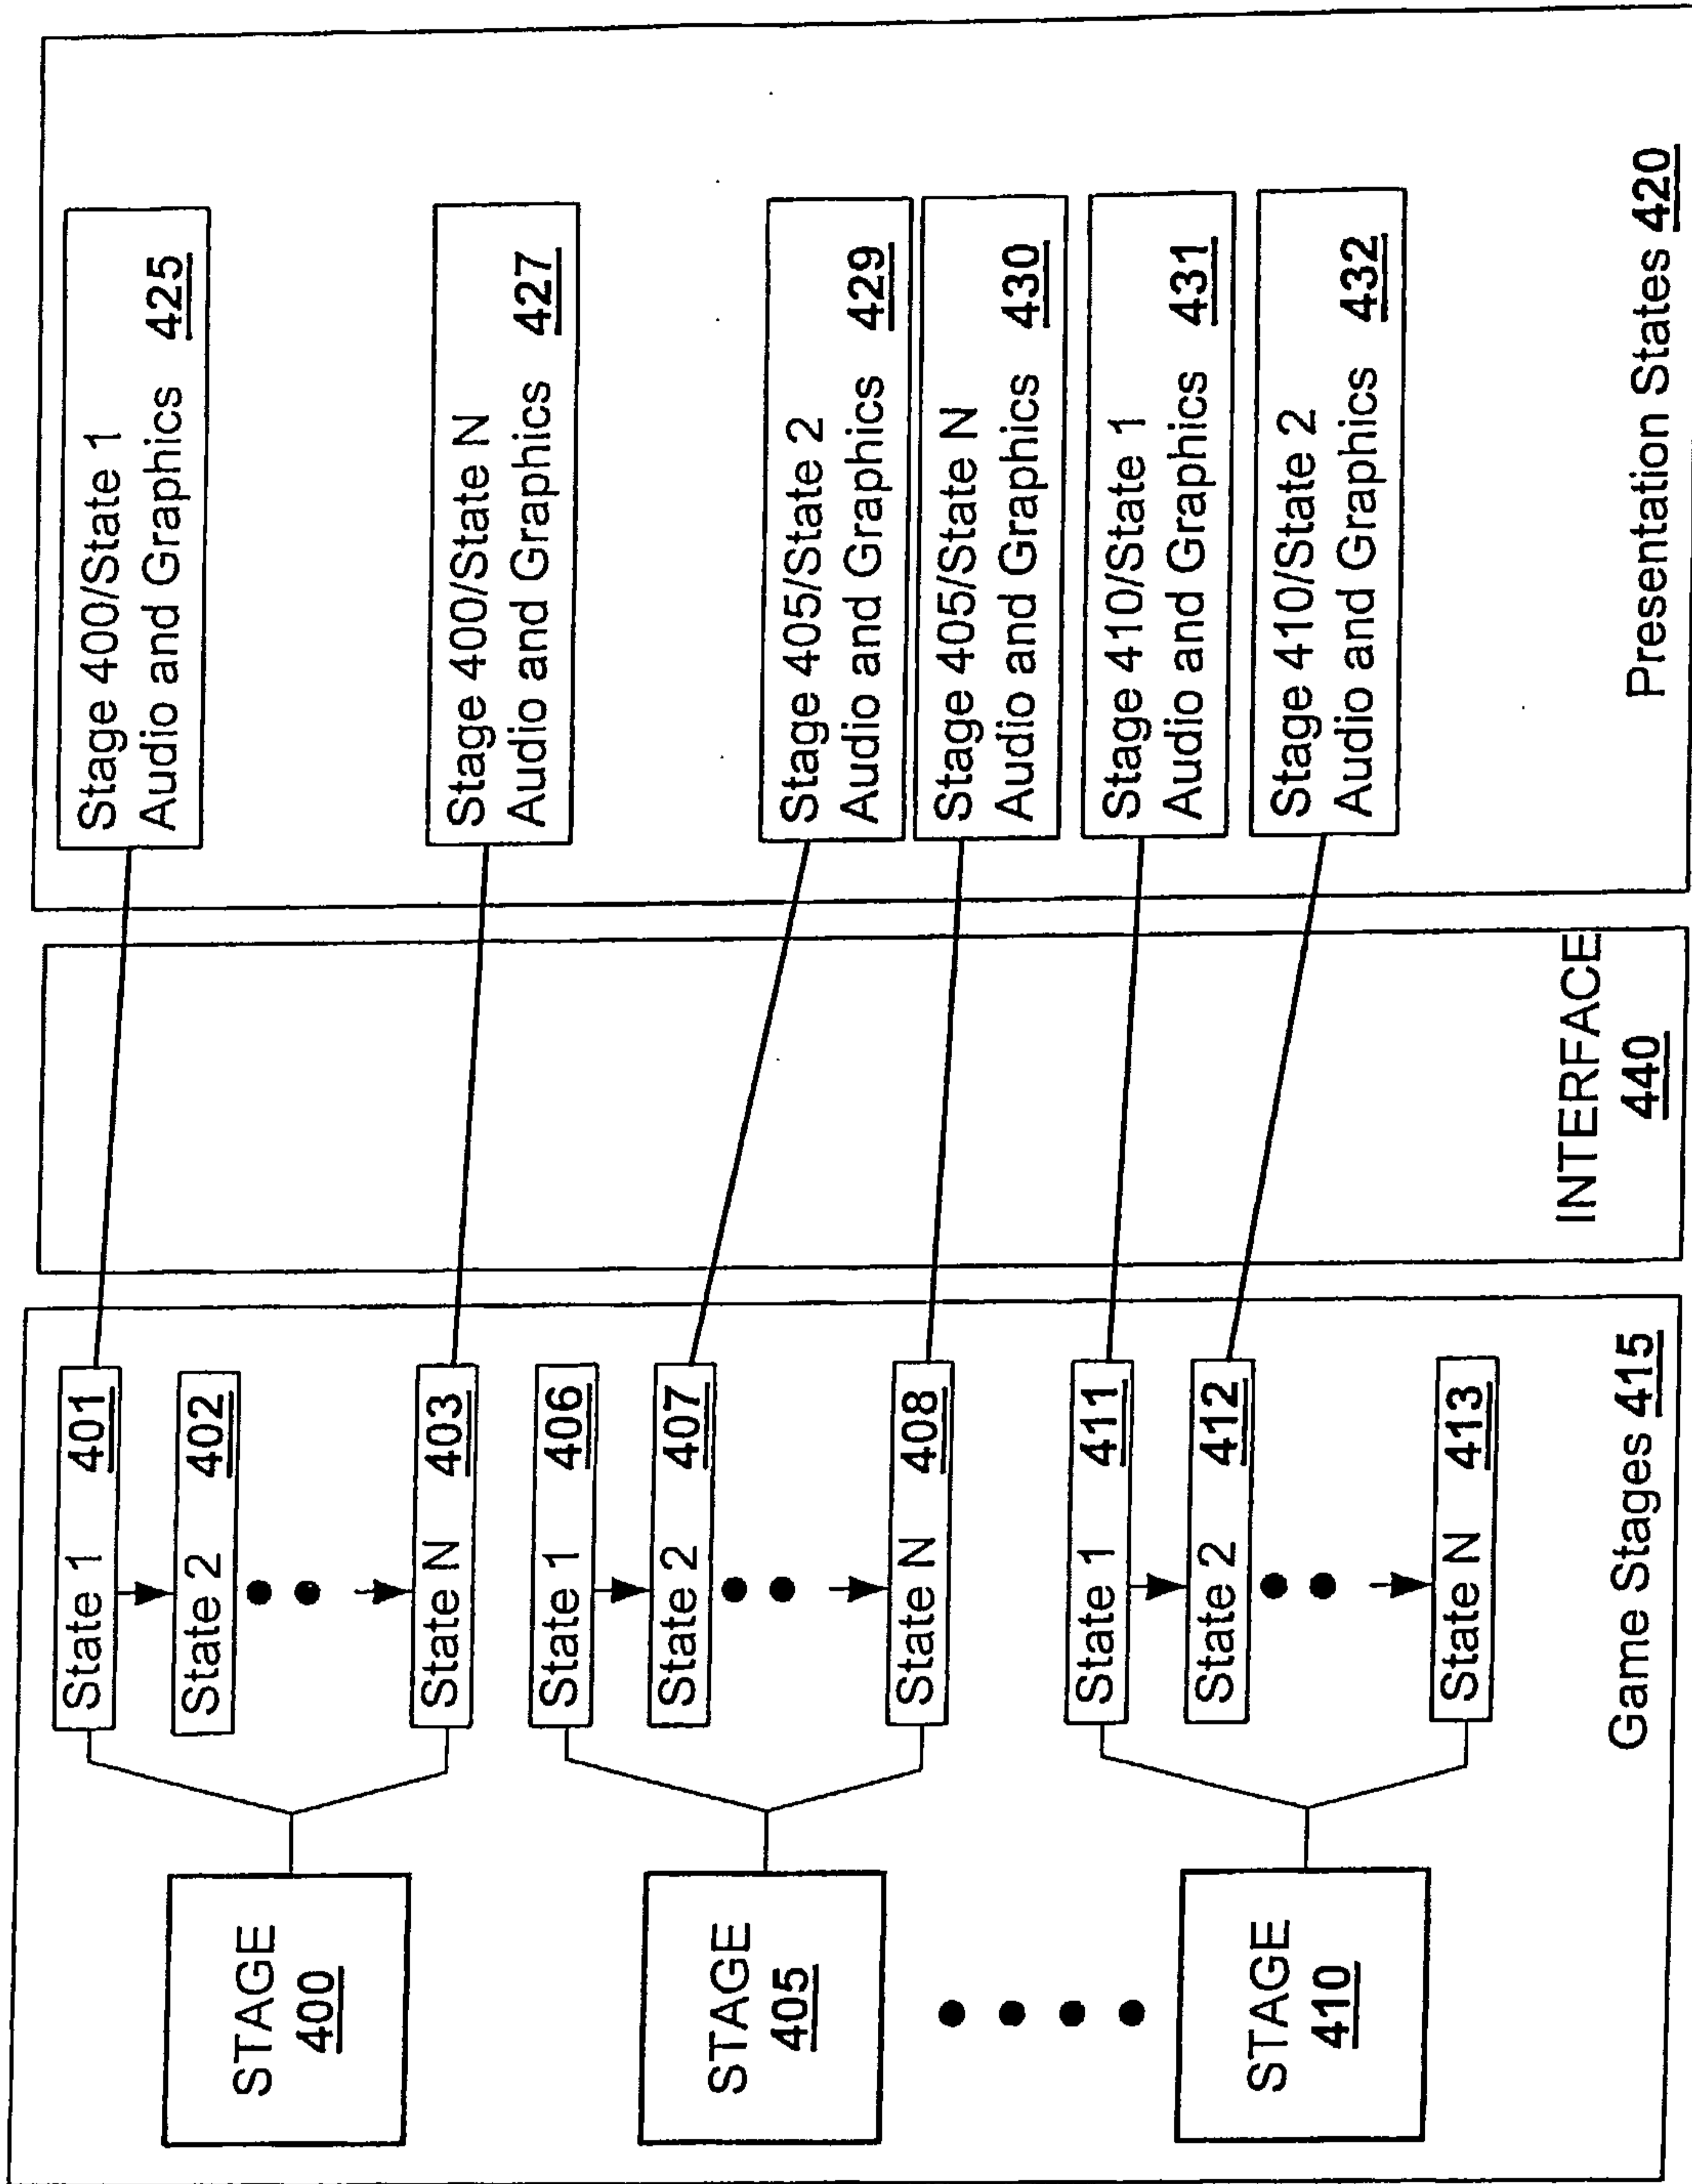 STAGE
400
State 1 401
State 2 402
State N 403
STAGE
405
State 1 406
State 2 407
State N 408
STAGE
410
State 1 411
State 2 412
State N 413
Game Stages 415
INTERFACE
440
Stage 400/State 1
Audio and Graphics 425
Stage 400/State N
Audio and Graphics 427
Stage 405/State 2
Audio and Graphics 429
Stage 405/State N
Audio and Graphics 430
Stage 410/State 1
Audio and Graphics 431
Stage 410/State 2
Audio and Graphics 432
Presentation States 420